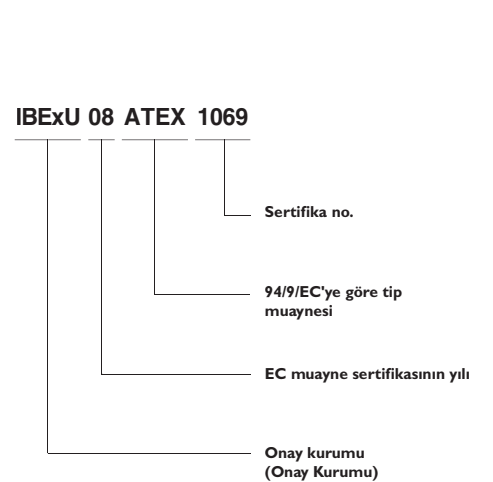 IBExU 08 ATEX 1069
Sertifika no.
94/9/EC'ye göre tip
muaynesi
EC muayne sertifikasının yılı
Onay kurumu
(Onay Kurumu)